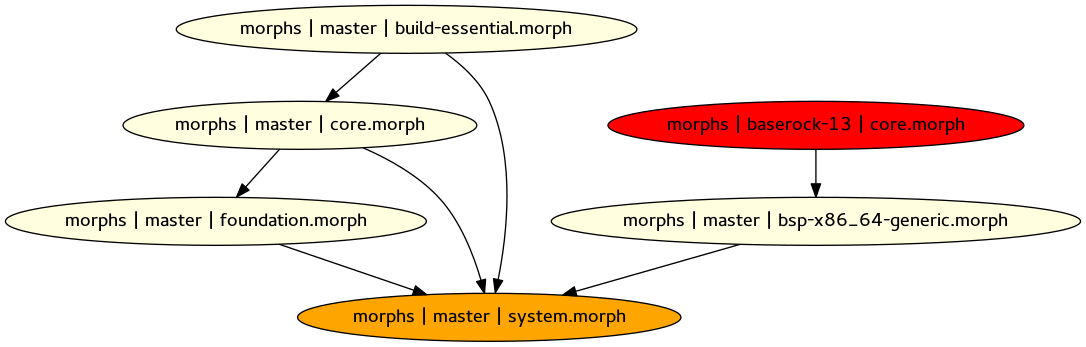 morphs | master | build-essential.morph
morphs | master | core.morph
morphs | baserock-13 | core.morph
morphs | master | foundation.morph
morphs | master | bsp-x86_64-generic.morph
morphs | master | system.morph